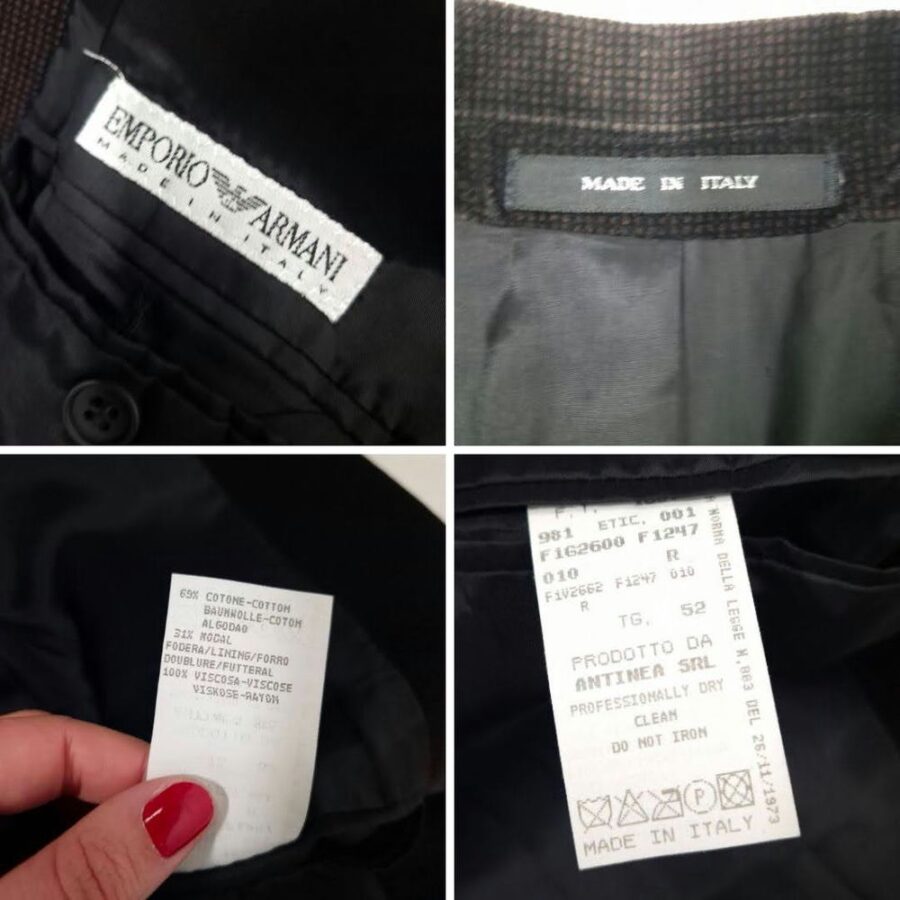 EMPORIO ARMANI
MADE IN ITALY
MADE IN ITALY
69% COTONE-COTTON
BAUMWOLLE-COTON
ALGODAO
31% MODAL
FODERA/LINING/FORRO
DOUBLURE/FUTTERAL
100% VISCOSA-VISCOSE
VISKOSE-RAYON
F.T.
981 ETIC. 001
F1G2600 F1247
010 R
F1V2662 F1247 010
R
TG. 52
PRODOTTO DA
ANTINEA SRL
PROFESSIONALLY DRY
CLEAN
DO NOT IRON
P
MADE IN ITALY
A NORMA DELLA LEGGE N.883 DEL 26/11/1973